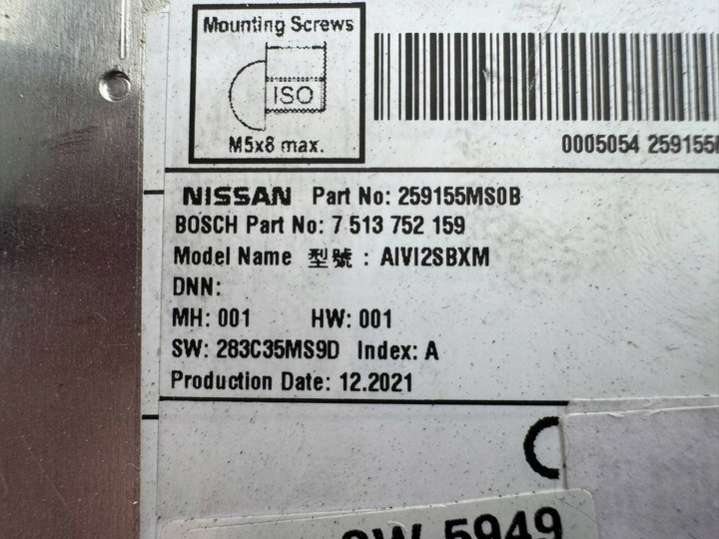 Mounting Screws
ISO
M5x8 max.
0005054 259155
NISSAN Part No: 259155MS0B
BOSCH Part No: 7 513 752 159
Model Name 型號 : AIVI2SBXM
DNN:
MH: 001 HW: 001
SW: 283C35MS9D Index: A
Production Date: 12.2021
5949